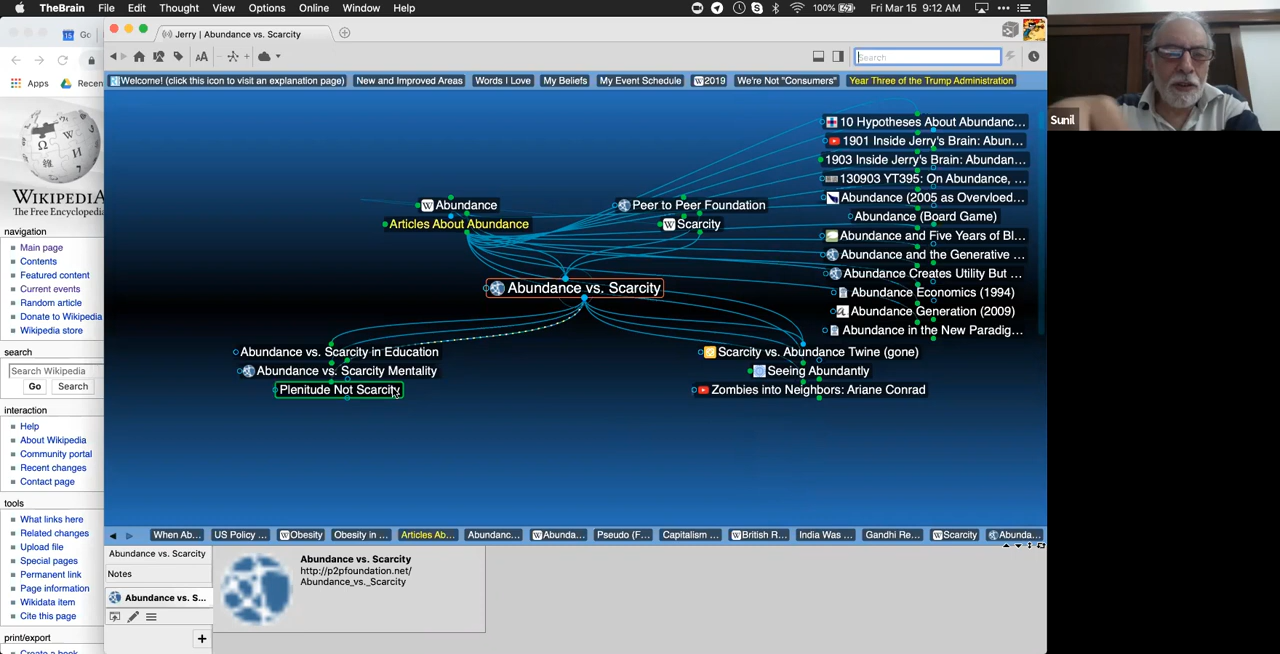 TheBrain File Edit Thought View Options Online Window Help 100% Fri Mar 15 9:12 AM
Jerry | Abundance vs. Scarcity
Search
Welcome! (click this icon to visit an explanation page) New and Improved Areas Words I Love My Beliefs My Event Schedule 2019 We're Not "Consumers" Year Three of the Trump Administration
15 Gc
Apps Recen
WIKIPEDIA
The Free Encyclopedia
navigation
Main page
Contents
Featured content
Current events
Random article
Donate to Wikipedia
Wikipedia store
search
Search Wikipedia
Go Search
interaction
Help
About Wikipedia
Community portal
Recent changes
Contact page
tools
What links here
Related changes
Upload file
Special pages
Permanent link
Page information
Wikidata item
Cite this page
print/export
Create a book
Abundance
Articles About Abundance
Peer to Peer Foundation
Scarcity
10 Hypotheses About Abundanc...
1901 Inside Jerry's Brain: Abun...
1903 Inside Jerry's Brain: Abundan...
130903 YT395: On Abundance, ...
Abundance (2005 as Overvloed...
Abundance (Board Game)
Abundance and Five Years of Bl...
Abundance and the Generative ...
Abundance Creates Utility But ...
Abundance Economics (1994)
Abundance Generation (2009)
Abundance in the New Paradig...
Abundance vs. Scarcity
Abundance vs. Scarcity in Education
Abundance vs. Scarcity Mentality
Plenitude Not Scarcity
Scarcity vs. Abundance Twine (gone)
Seeing Abundantly
Zombies into Neighbors: Ariane Conrad
When Ab... US Policy ... Obesity Obesity in ... Articles Ab... Abundanc... Abunda... Pseudo (F... Capitalism ... British R... India Was ... Gandhi Re... Scarcity Abunda...
Abundance vs. Scarcity
Notes
Abundance vs. S...
Abundance vs. Scarcity
http://p2pfoundation.net/
Abundance_vs._Scarcity
Sunil